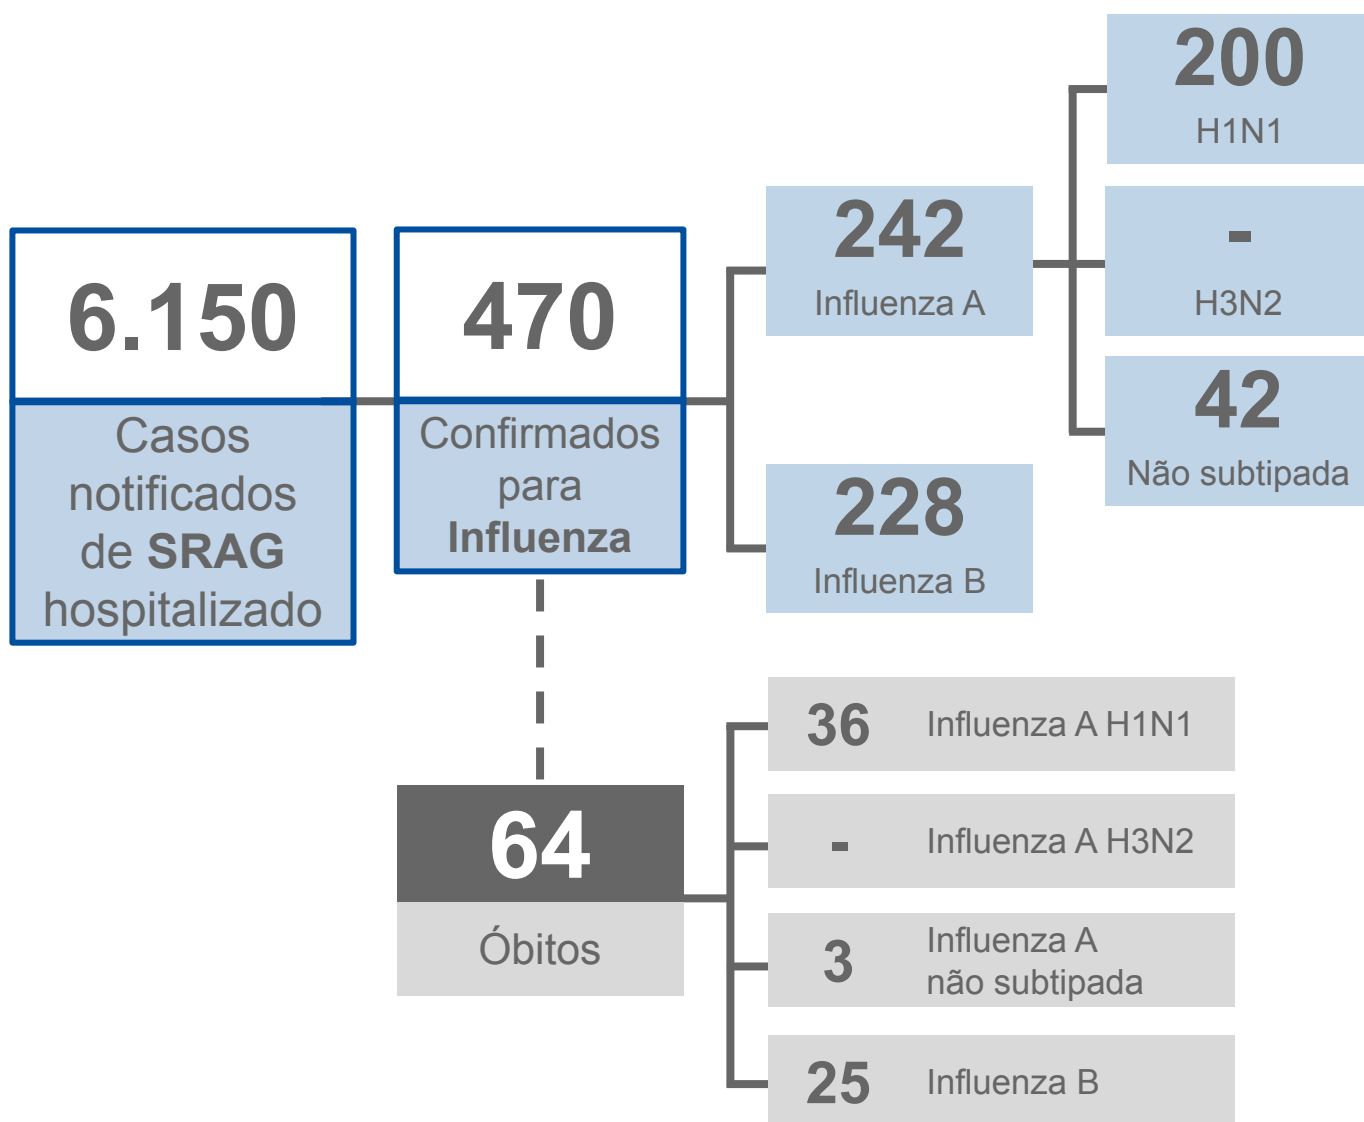 6.150
Casos
notificados
de SRAG
hospitalizado
470
Confirmados
para
Influenza
242
Influenza A
228
Influenza B
200
H1N1
-
H3N2
42
Não subtipada
64
Óbitos
36 Influenza A H1N1
- Influenza A H3N2
3 Influenza A
não subtipada
25 Influenza B